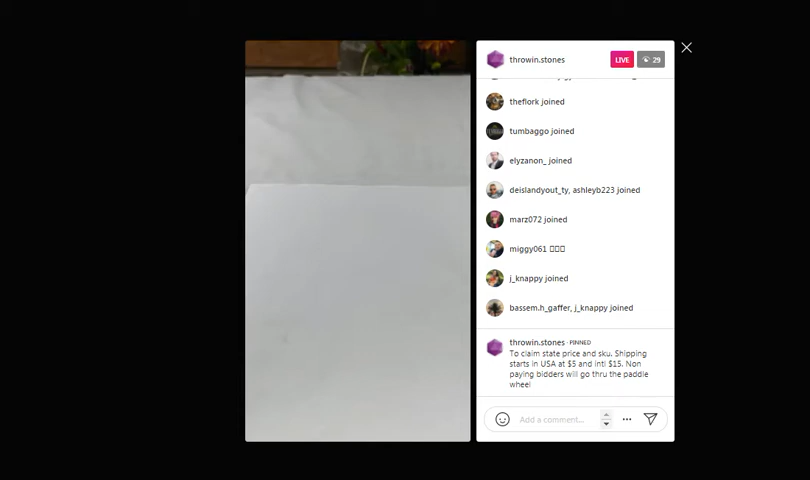 throwin.stones
LIVE
29
theflork joined
tumbaggo joined
elyzanon_ joined
deislandyout_ty, ashleyb223 joined
marz072 joined
miggy061
j_knappy joined
bassem.h_gaffer, j_knappy joined
throwin.stones · PINNED
To claim state price and sku. Shipping
starts in USA at $5 and intl $15. Non
paying bidders will go thru the paddle
wheel
Add a comment...